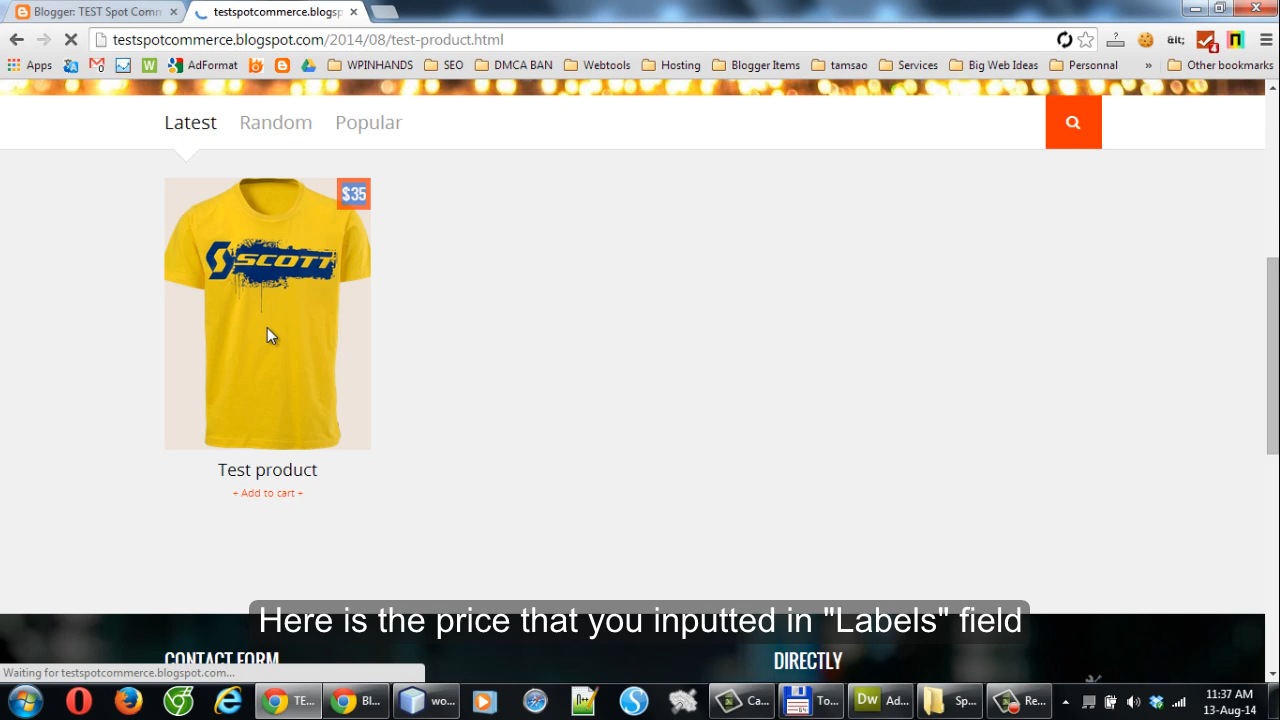 Blogger: TEST Spot Comm
testspotcommerce.blogsp
testspotcommerce.blogspot.com/2014/08/test-product.html
Apps
AdFormat
WPINHANDS
SEO
DMCA BAN
Webtools
Hosting
Blogger Items
tamsao
Services
Big Web Ideas
Personnal
»
Other bookmarks
Latest
Random
Popular
$35
SCOTT
Test product
+ Add to cart +
Here is the price that you inputted in "Labels" field
CONTACT FORM
DIRECTLY
Waiting for testspotcommerce.blogspot.com...
TE...
Bl...
wo...
Ca...
To...
Dw
Ad...
Sp...
Re...
11:37 AM
13-Aug-14